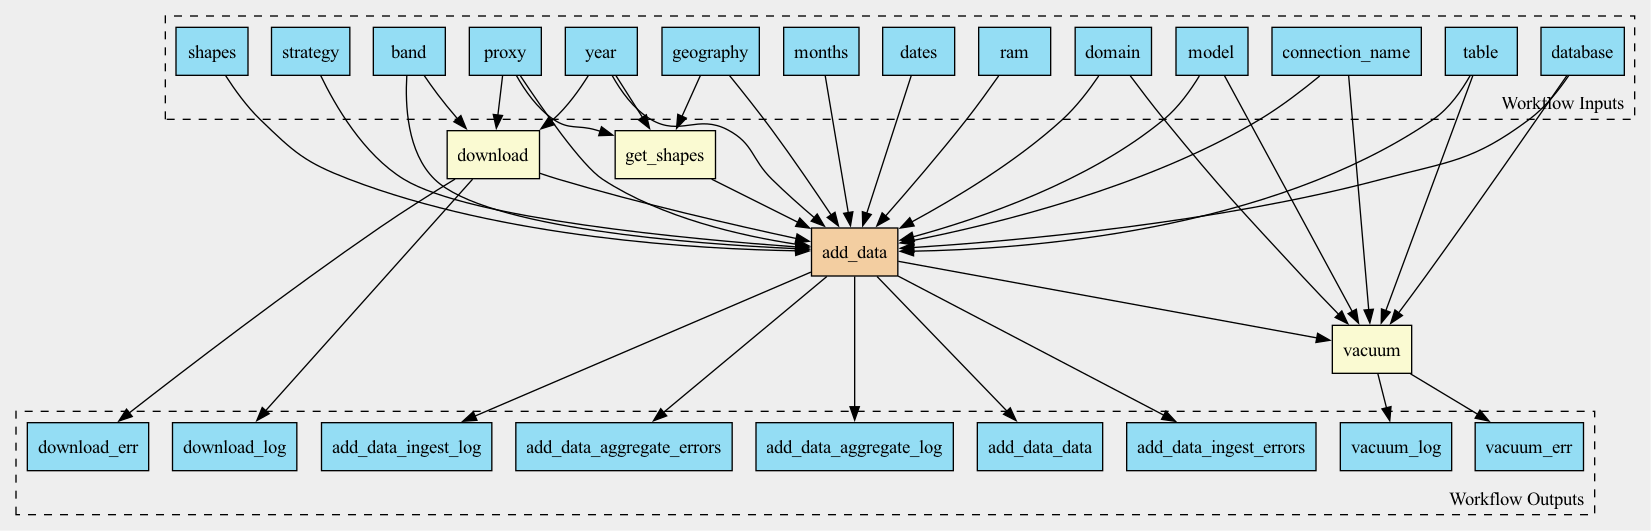 shapes
strategy
band
proxy
year
geography
months
dates
ram
domain
model
connection_name
table
database
Workflow Inputs
download
get_shapes
add_data
vacuum
download_err
download_log
add_data_ingest_log
add_data_aggregate_errors
add_data_aggregate_log
add_data_data
add_data_ingest_errors
vacuum_log
vacuum_err
Workflow Outputs